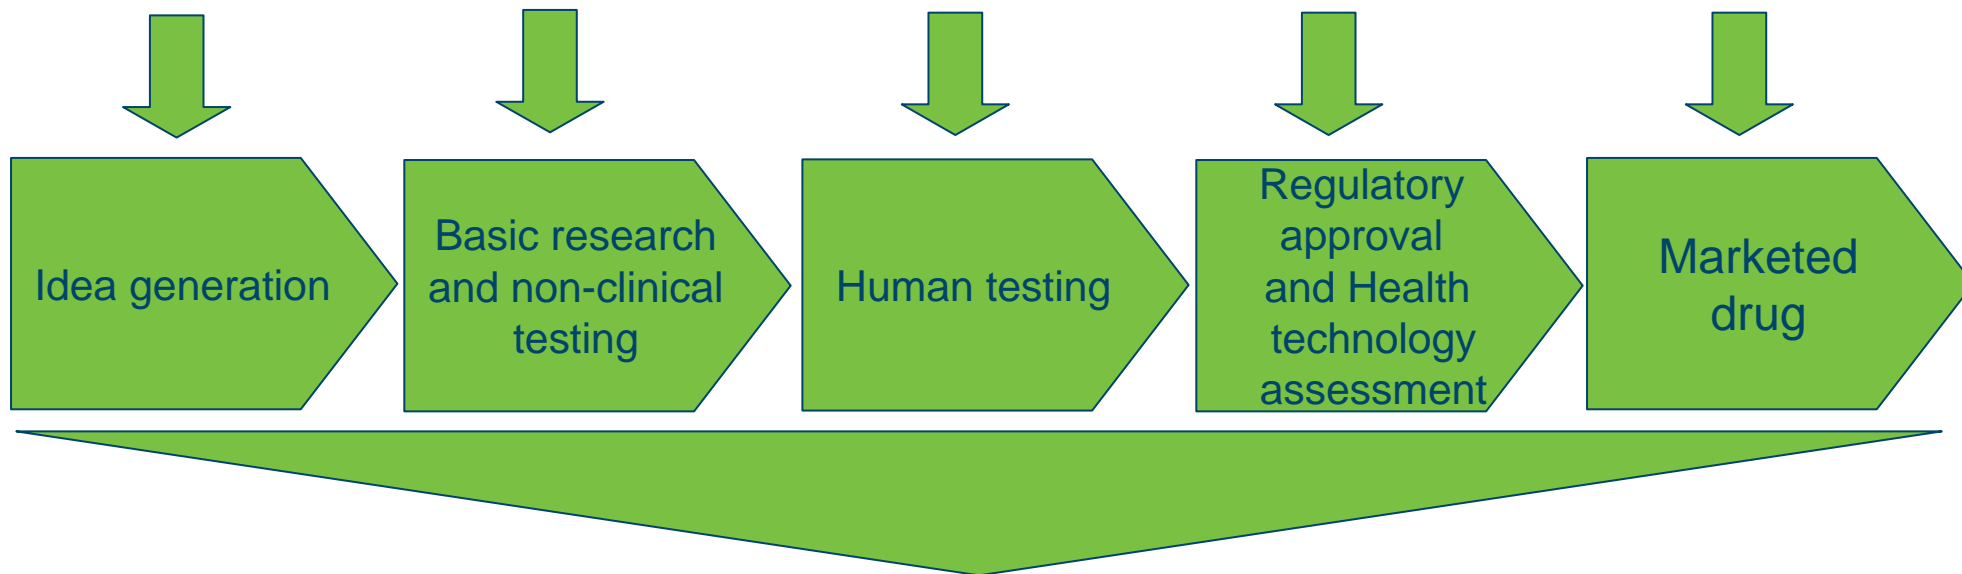 Idea generation
Basic research
and non-clinical
testing
Human testing
Regulatory
approval
and Health
technology
assessment
Marketed
drug